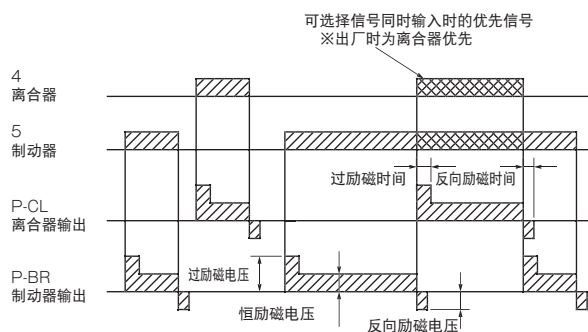 可选择信号同时输入时的优先信号
※出厂时为离合器优先
4
离合器
5
制动器
过励磁时间
反向励磁时间
P-CL
离合器输出
P-BR
制动器输出
过励磁电压
恒励磁电压
反向励磁电压